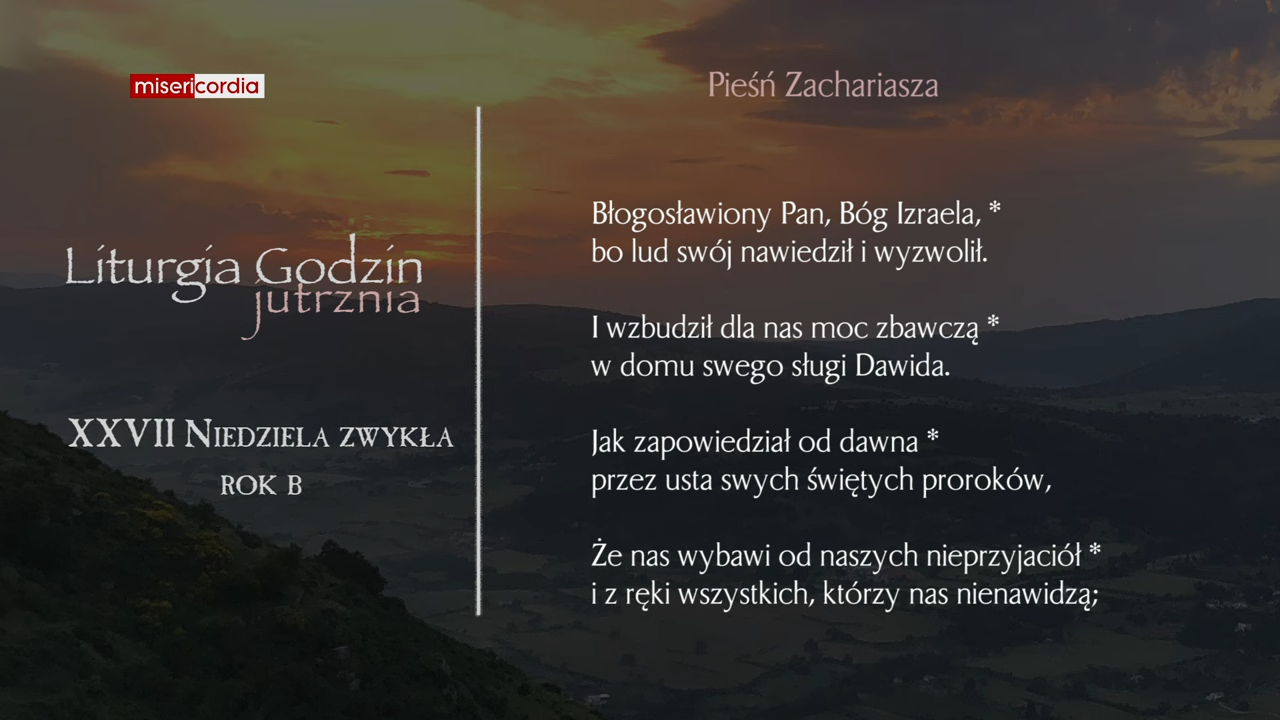 misericordia
Liturgia Godzin
jutrznia
XXVII Niedziela zwykła
rok B
Pieśń Zachariasza
Błogosławiony Pan, Bóg Izraela, *
bo lud swój nawiedził i wyzwolił.
I wzbudził dla nas moc zbawczą *
w domu swego sługi Dawida.
Jak zapowiedział od dawna *
przez usta swych świętych proroków,
Że nas wybawi od naszych nieprzyjaciół *
i z ręki wszystkich, którzy nas nienawidzą;